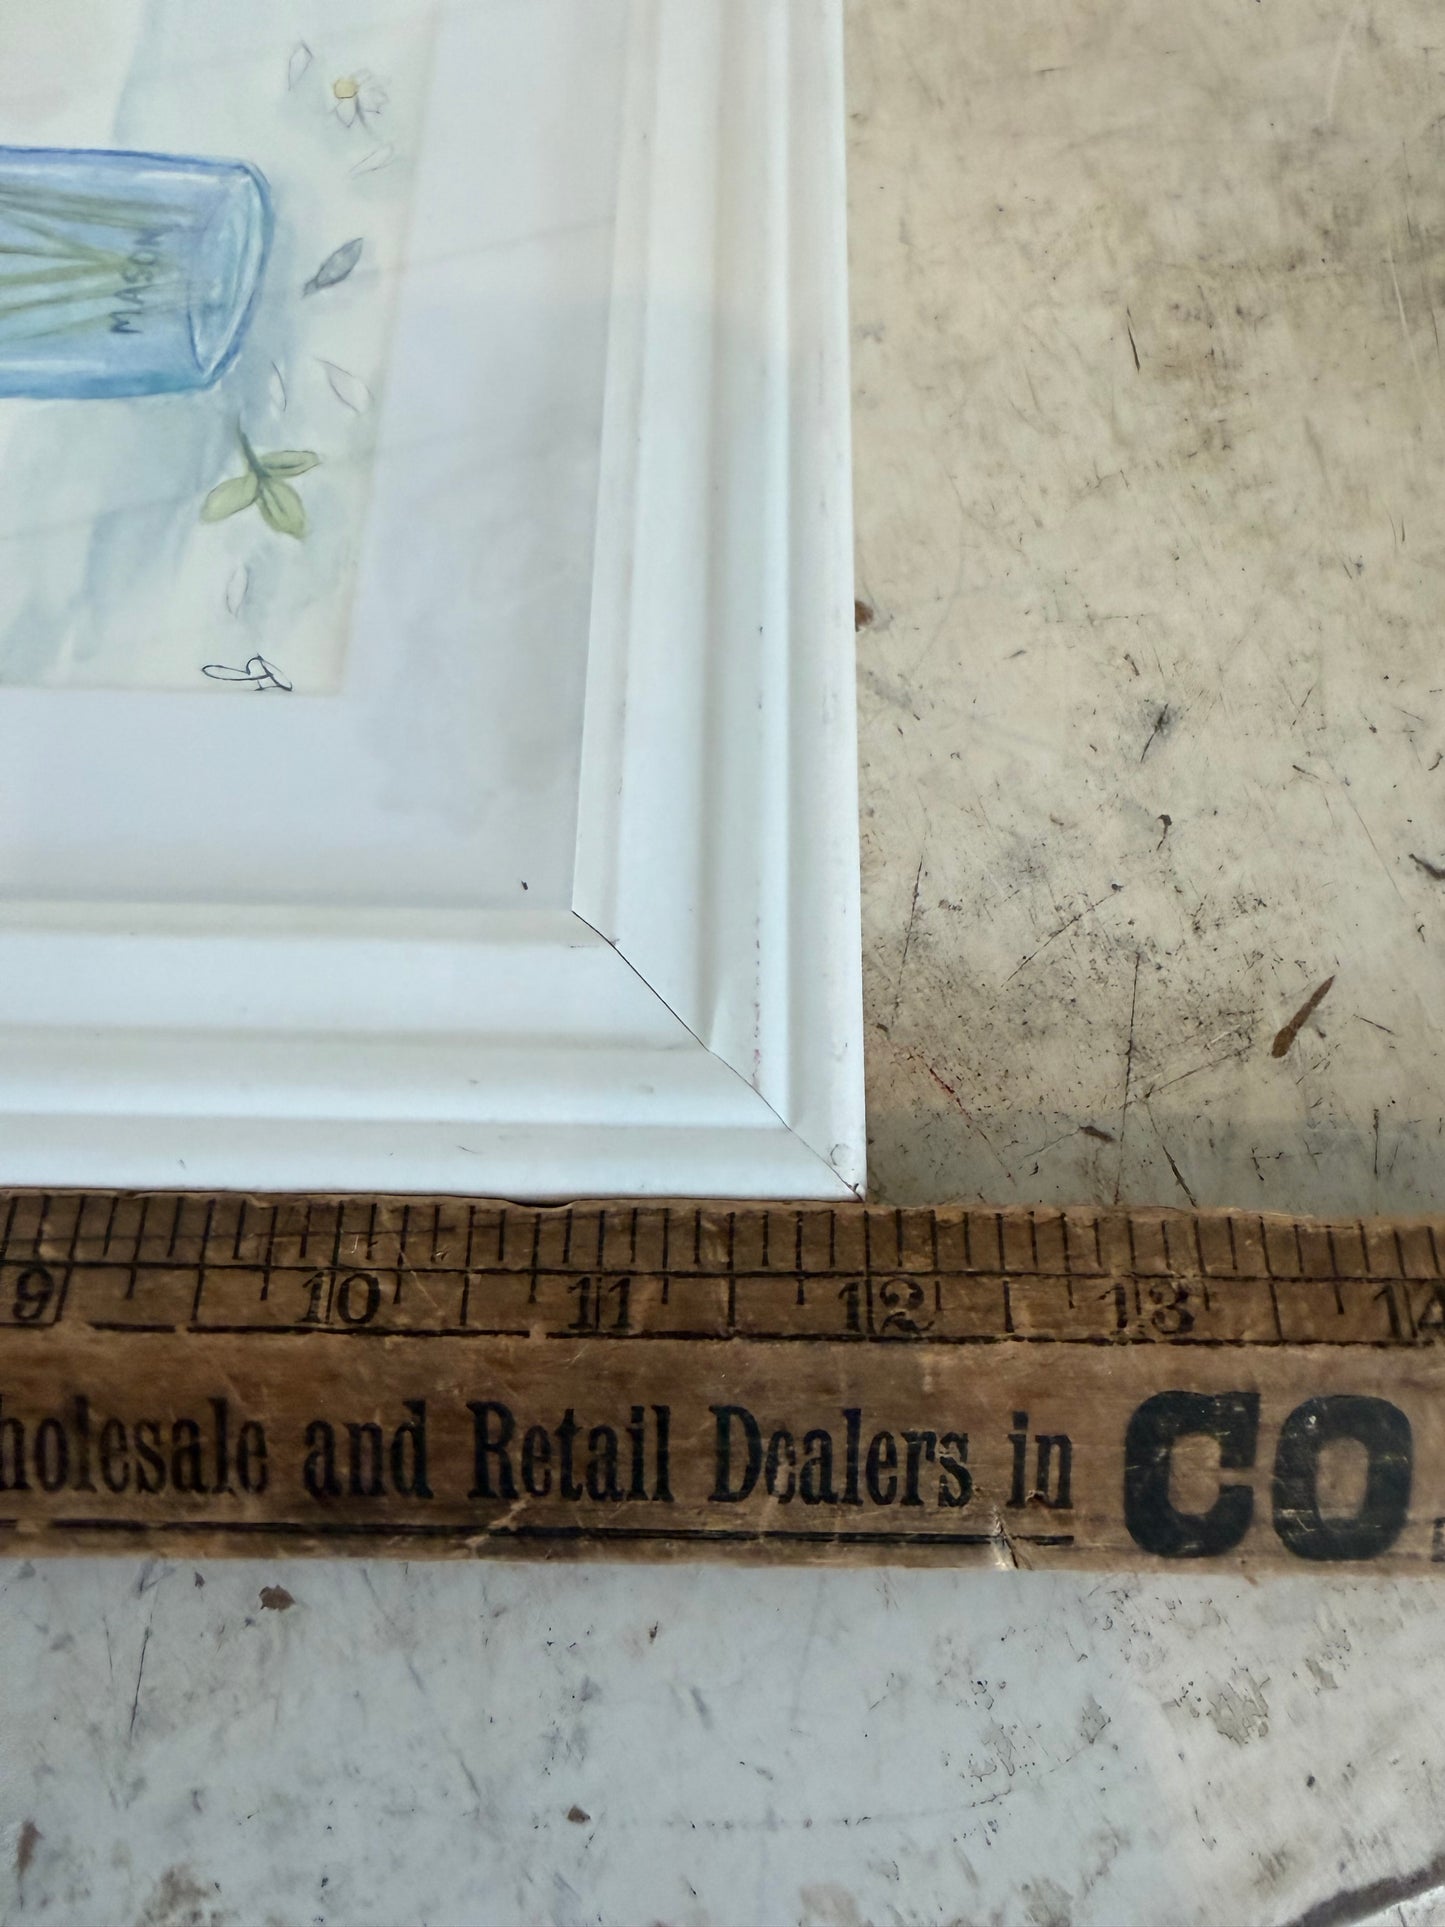 MASON
9 10 11 12 13 14
holesale and Retail Dealers in CO